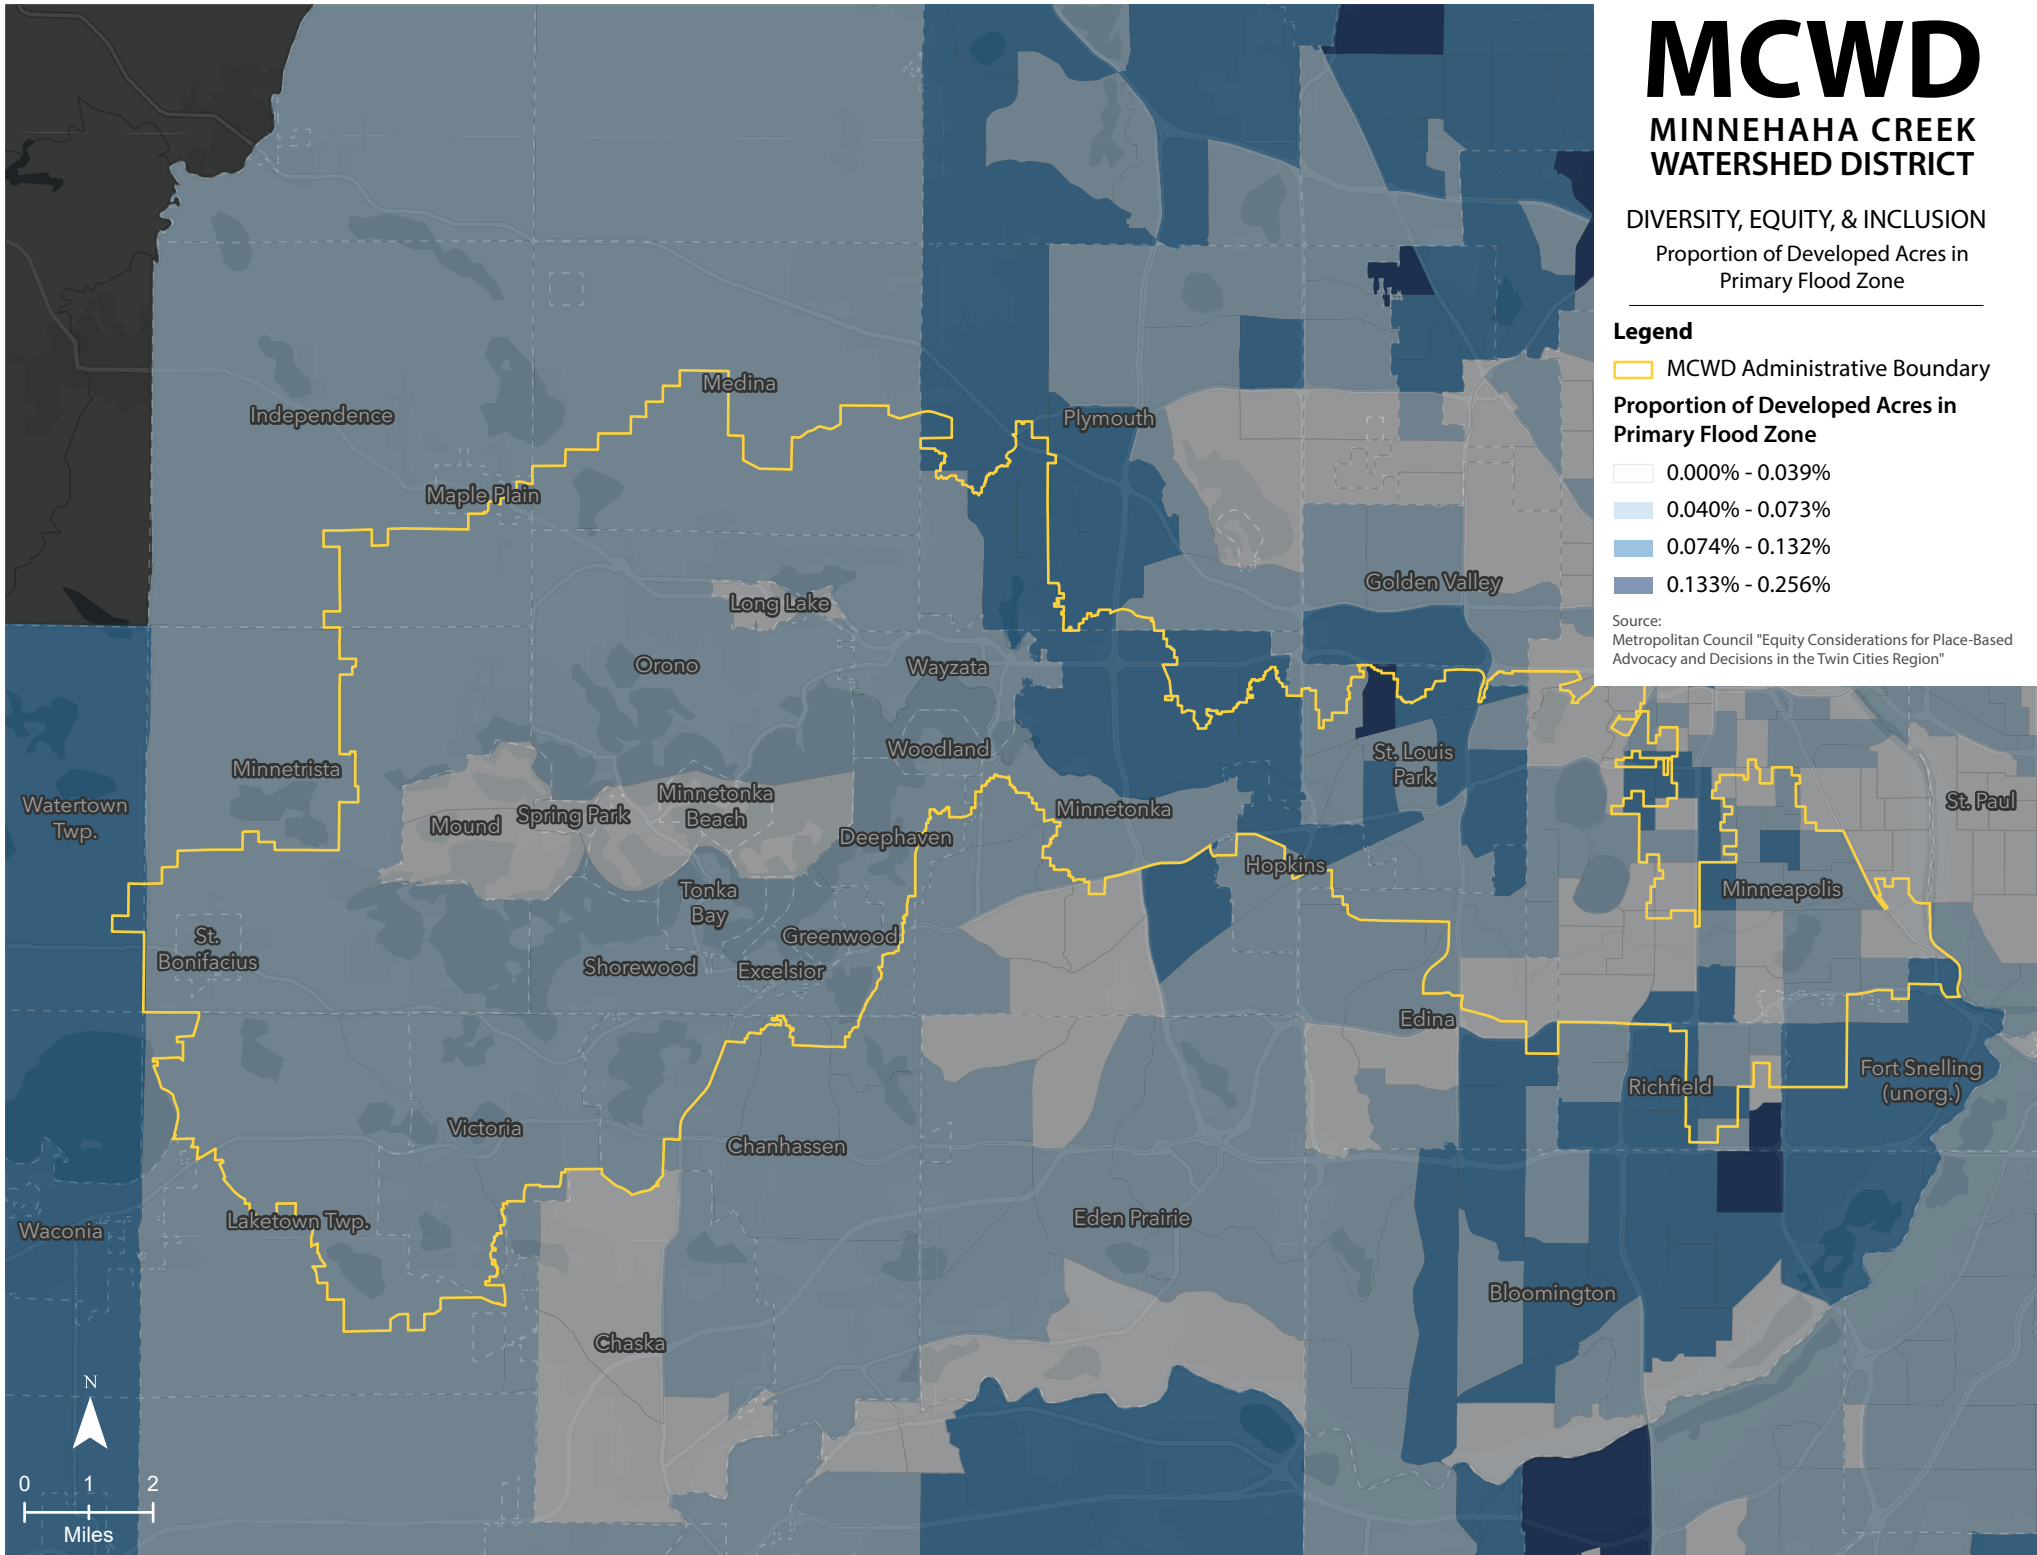 MCWD
MINNEHAHA CREEK
WATERSHED DISTRICT
DIVERSITY, EQUITY, & INCLUSION
Proportion of Developed Acres in
Primary Flood Zone
Legend
MCWD Administrative Boundary
Proportion of Developed Acres in
Primary Flood Zone
0.000% - 0.039%
0.040% - 0.073%
0.074% - 0.132%
0.133% - 0.256%
Source:
Metropolitan Council "Equity Considerations for Place-Based
Advocacy and Decisions in the Twin Cities Region"
Medina
Independence
Plymouth
Maple Plain
Golden Valley
Long Lake
Orono
Wayzata
Woodland
St. Louis
Park
Minnetrista
Watertown
Twp.
Minnetonka
Beach
Spring Park
Mound
Minnetonka
St. Paul
Deephaven
Hopkins
Tonka
Bay
Minneapolis
St.
Bonifacius
Greenwood
Shorewood
Excelsior
Edina
Richfield
Fort Snelling
(unorg.)
Victoria
Chanhassen
Laketown Twp.
Waconia
Eden Prairie
Bloomington
Chaska
N
0 1 2
Miles